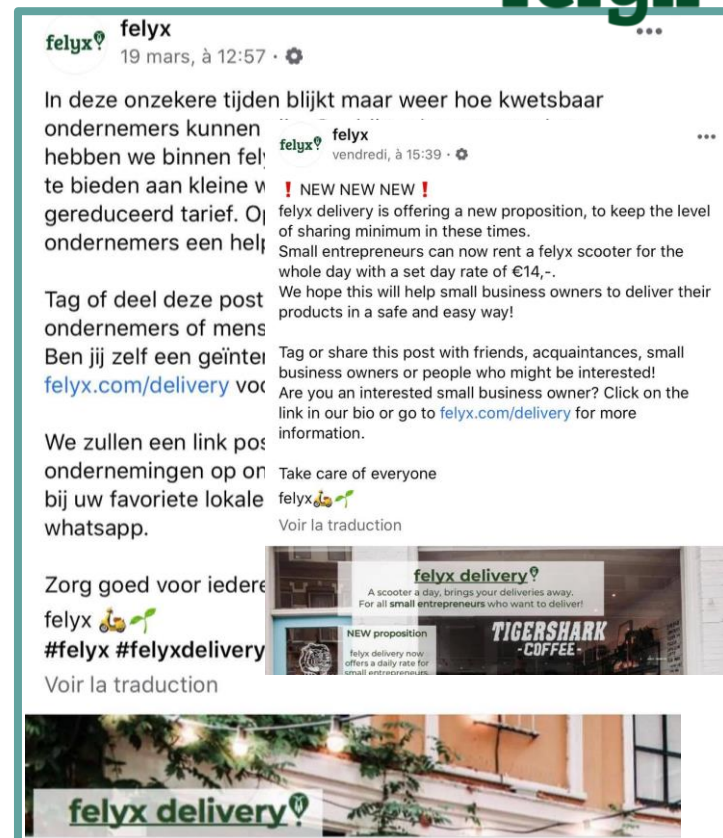 felyx
felyx
19 mars, à 12:57 ·
In deze onzekere tijden blijkt maar weer hoe kwetsbaar
ondernemers kunnen
hebben we binnen
te bieden aan kleine
gereduceerd tarief.
ondernemers een
Tag of deel deze post
ondernemers of
Ben jij zelf een
felyx.com/delivery
We zullen een link
ondernemingen op
bij uw favoriete lokale
whatsapp.
Zorg goed voor
felyx 🛵🌱
#felyx #felyxdelivery
Voir la traduction
felyx delivery
felyx
felyx
vendredi, à 15:39 ·
❗ NEW NEW NEW ❗
felyx delivery is offering a new proposition, to keep the level
of sharing minimum in these times.
Small entrepreneurs can now rent a felyx scooter for the
whole day with a set day rate of €14,-.
We hope this will help small business owners to deliver their
products in a safe and easy way!
Tag or share this post with friends, acquaintances, small
business owners or people who might be interested!
Are you an interested small business owner? Click on the
link in our bio or go to felyx.com/delivery for more
information.
Take care of everyone
felyx🛵🌱
Voir la traduction
felyx delivery
A scooter a day, brings your deliveries away.
For all small entrepreneurs who want to deliver!
NEW proposition
felyx delivery now
offers a daily rate for
small entrepreneurs
TIGERSHARK
-COFFEE-